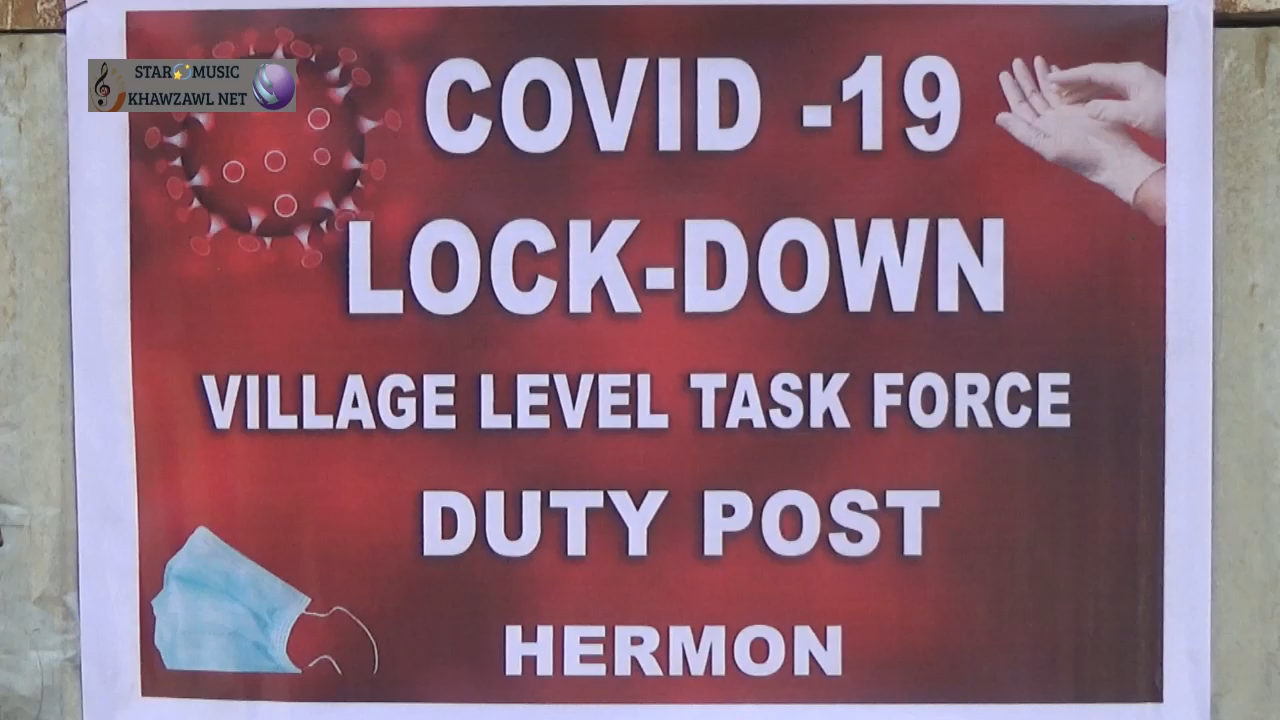 STAR MUSIC
KHAWZAWL NET
COVID -19
LOCK-DOWN
VILLAGE LEVEL TASK FORCE
DUTY POST
HERMON